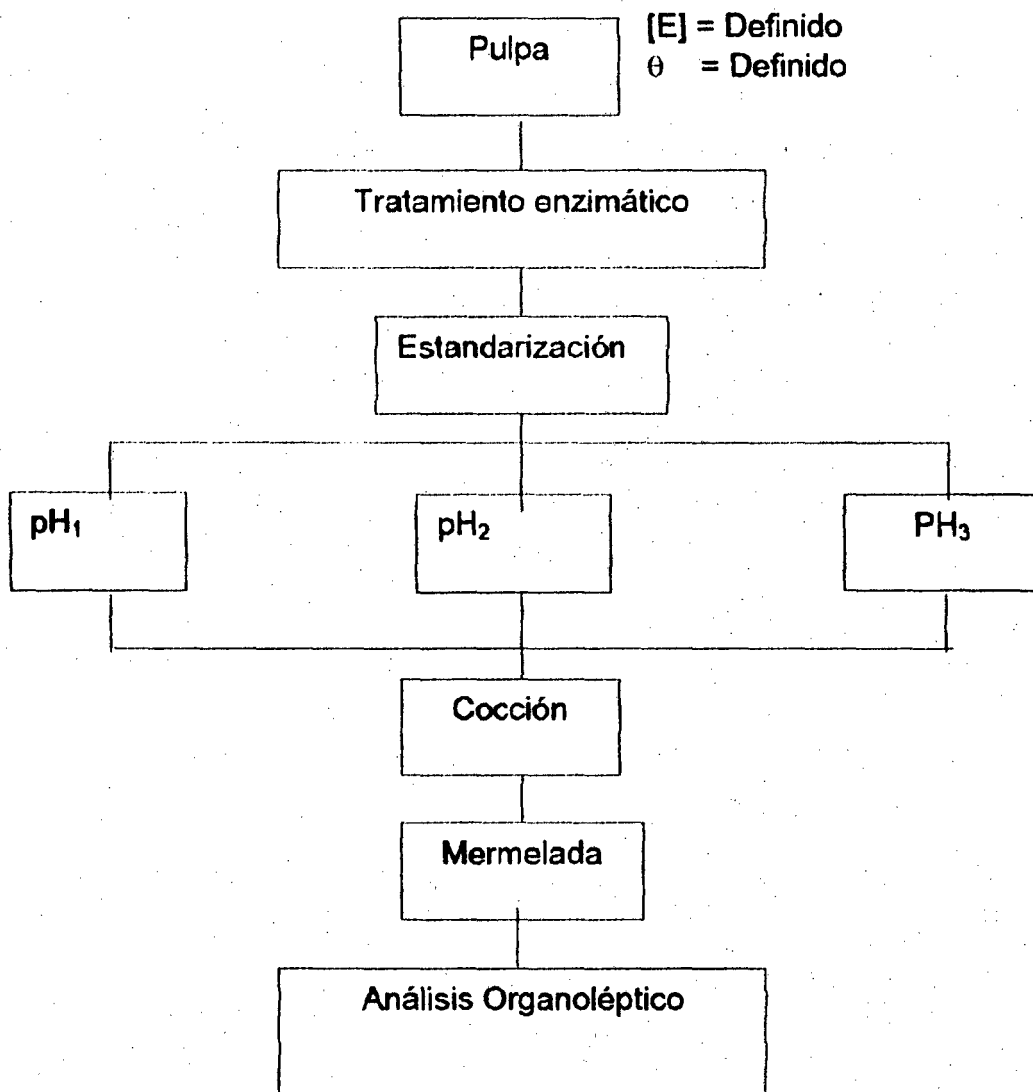 Pulpa
[E] = Definido
θ = Definido
Tratamiento enzimático
Estandarización
pH₁
pH₂
PH₃
Cocción
Mermelada
Análisis Organoléptico